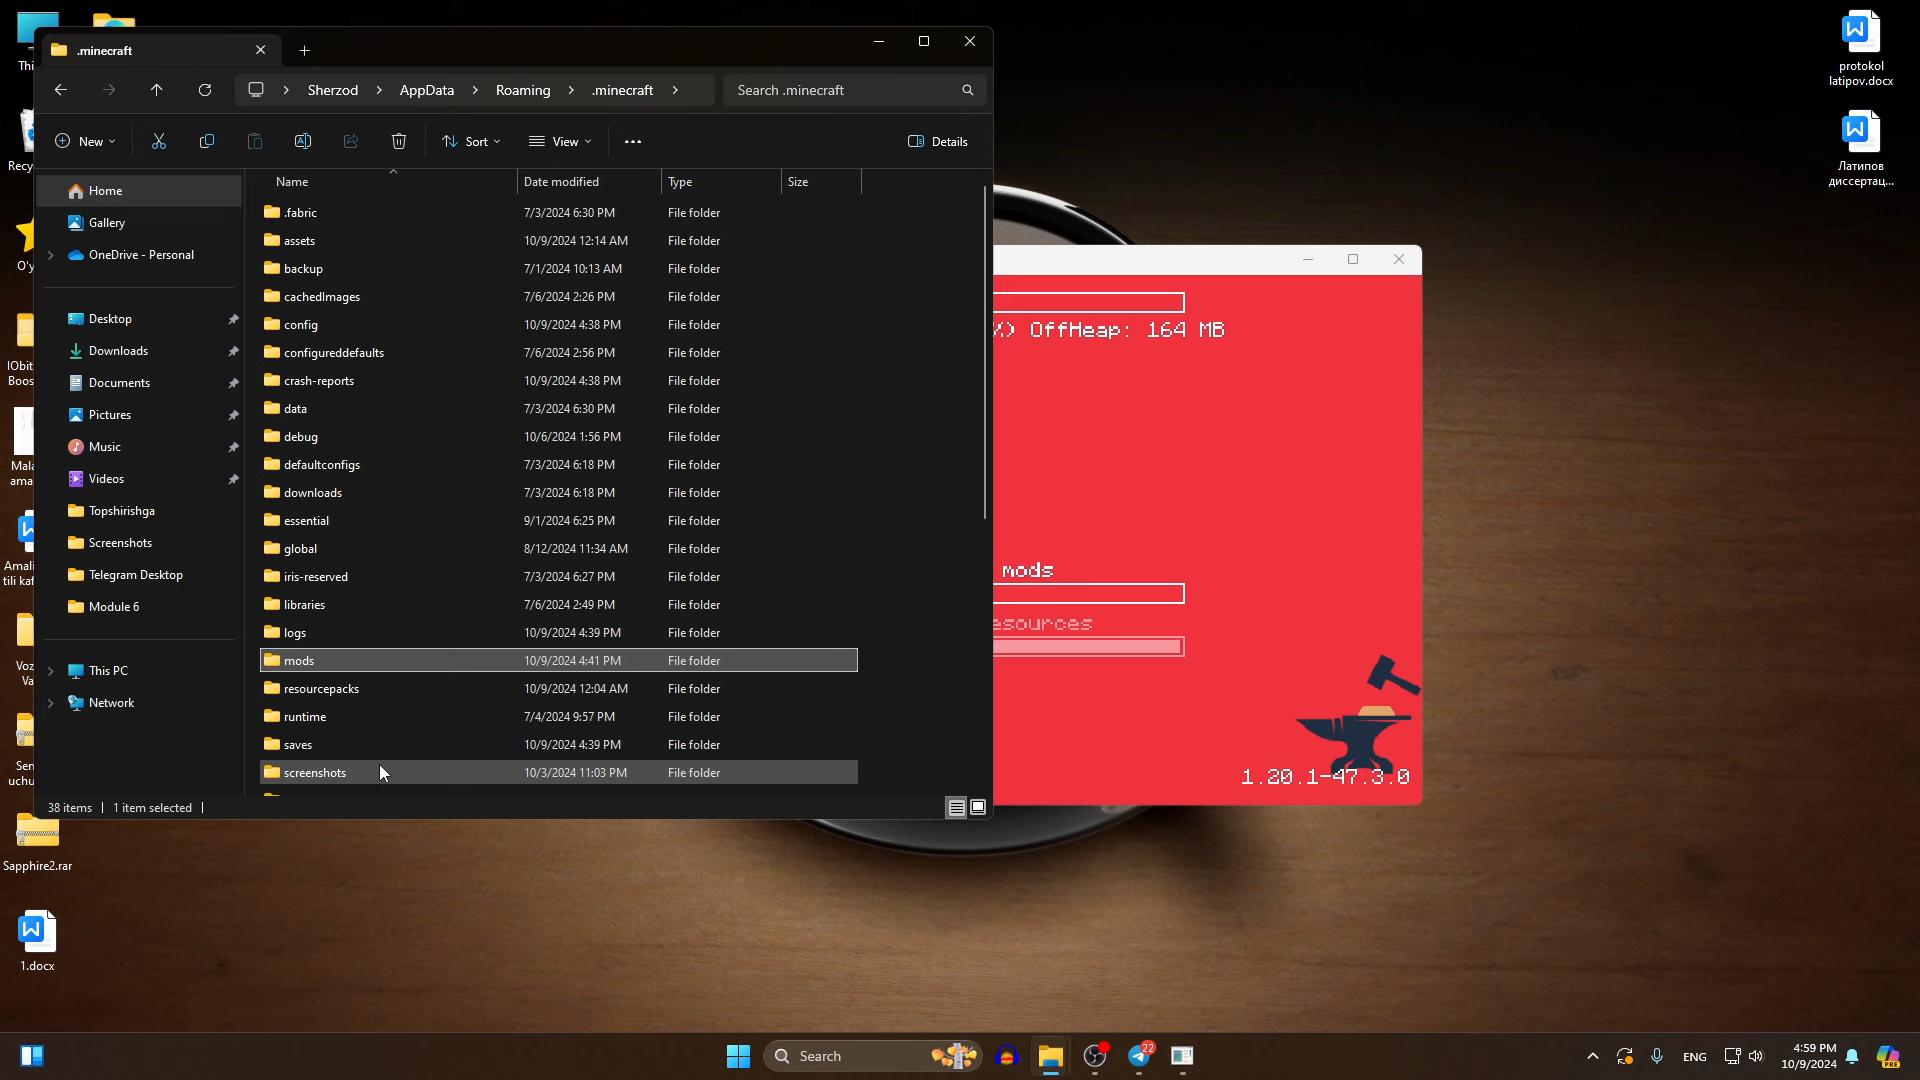 .minecraft
Sherzod
AppData
Roaming
.minecraft
Search .minecraft
New
Sort
View
Details
Home
Gallery
OneDrive - Personal
Desktop
Downloads
Documents
Pictures
Music
Videos
Topshirishga
Screenshots
Telegram Desktop
Module 6
This PC
Network
Name Date modified Type Size
.fabric 7/3/2024 6:30 PM File folder
assets 10/9/2024 12:14 AM File folder
backup 7/1/2024 10:13 AM File folder
cachedImages 7/6/2024 2:26 PM File folder
config 10/9/2024 4:38 PM File folder
configureddefaults 7/6/2024 2:56 PM File folder
crash-reports 10/9/2024 4:38 PM File folder
data 7/3/2024 6:30 PM File folder
debug 10/6/2024 1:56 PM File folder
defaultconfigs 7/3/2024 6:18 PM File folder
downloads 7/3/2024 6:18 PM File folder
essential 9/1/2024 6:25 PM File folder
global 8/12/2024 11:34 AM File folder
iris-reserved 7/3/2024 6:27 PM File folder
libraries 7/6/2024 2:49 PM File folder
logs 10/9/2024 4:39 PM File folder
mods 10/9/2024 4:41 PM File folder
resourcepacks 10/9/2024 12:04 AM File folder
runtime 7/4/2024 9:57 PM File folder
saves 10/9/2024 4:39 PM File folder
screenshots 10/3/2024 11:03 PM File folder
38 items 1 item selected
%) OffHeap: 164 MB
mods
esources
1.20.1-47.3.0
protokol
latipov.docx
Латипов
диссертац...
Thi
Recy
O'y
IObit
Boos
Mala
ama
Amali
tili kaf
Voz
Va
Sen
uchu
Sapphire2.rar
1.docx
Search
22
ENG
4:59 PM
10/9/2024
PRE